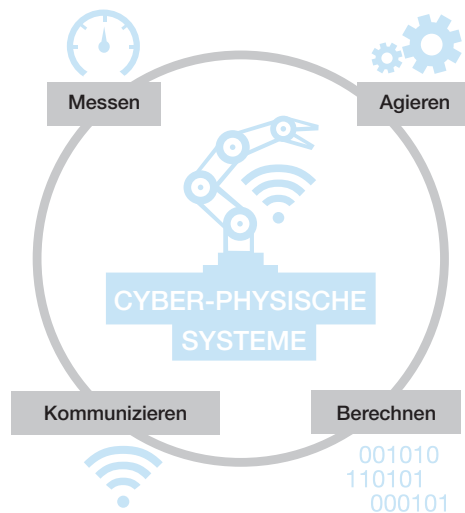 Messen
Agieren
CYBER-PHYSISCHE
SYSTEME
Kommunizieren
Berechnen
001010
110101
000101